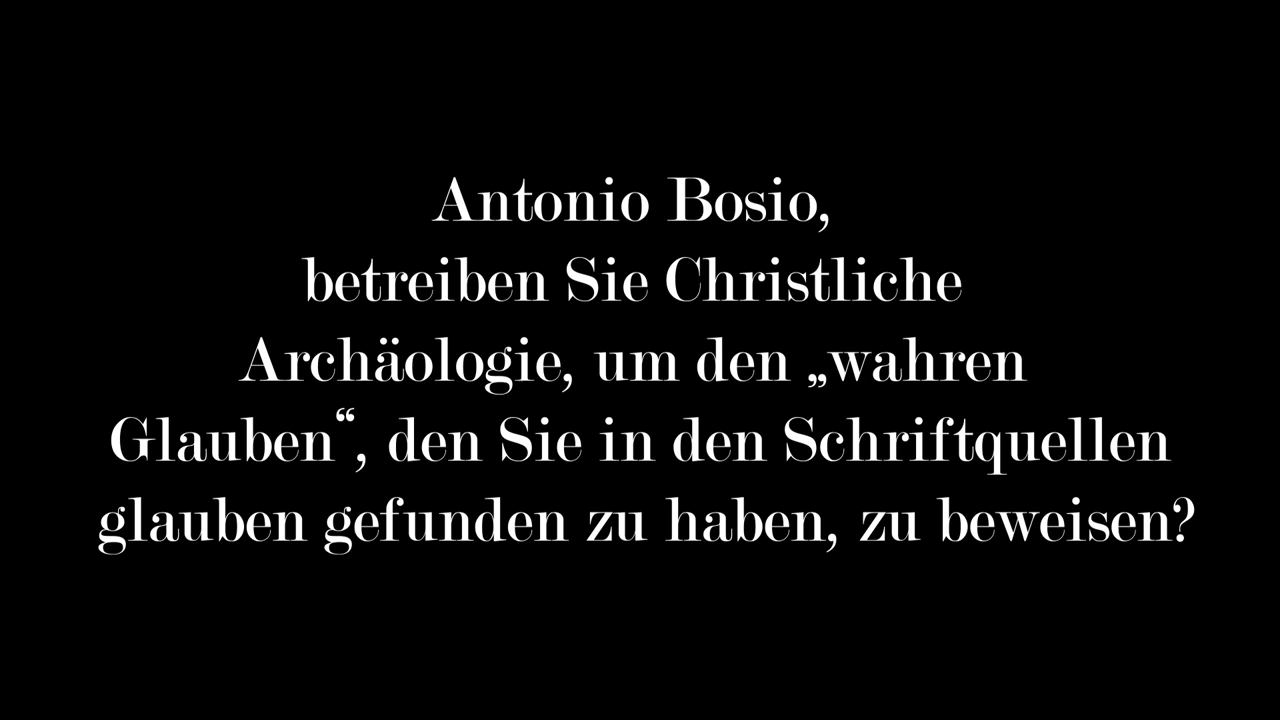 Antonio Bosio,
betreiben Sie Christliche
Archäologie, um den „wahren
Glauben“, den Sie in den Schriftquellen
glauben gefunden zu haben, zu beweisen?